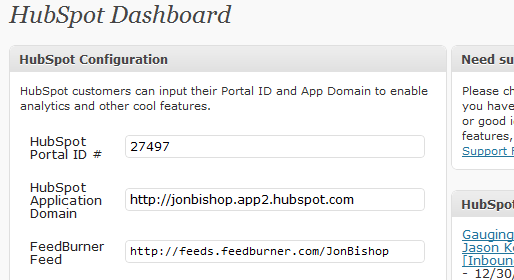 HubSpot Dashboard
HubSpot Configuration
HubSpot customers can input their Portal ID and App Domain to enable
analytics and other cool features.
HubSpot
Portal ID #
27497
HubSpot
Application
Domain
http://jonbishop.app2.hubspot.com
FeedBurner
Feed
http://feeds.feedburner.com/JonBishop
Need su
Please ch
you have
or good i
features,
Support F
HubSpot
Gauging
Jason K
[Inboun
- 12/30/